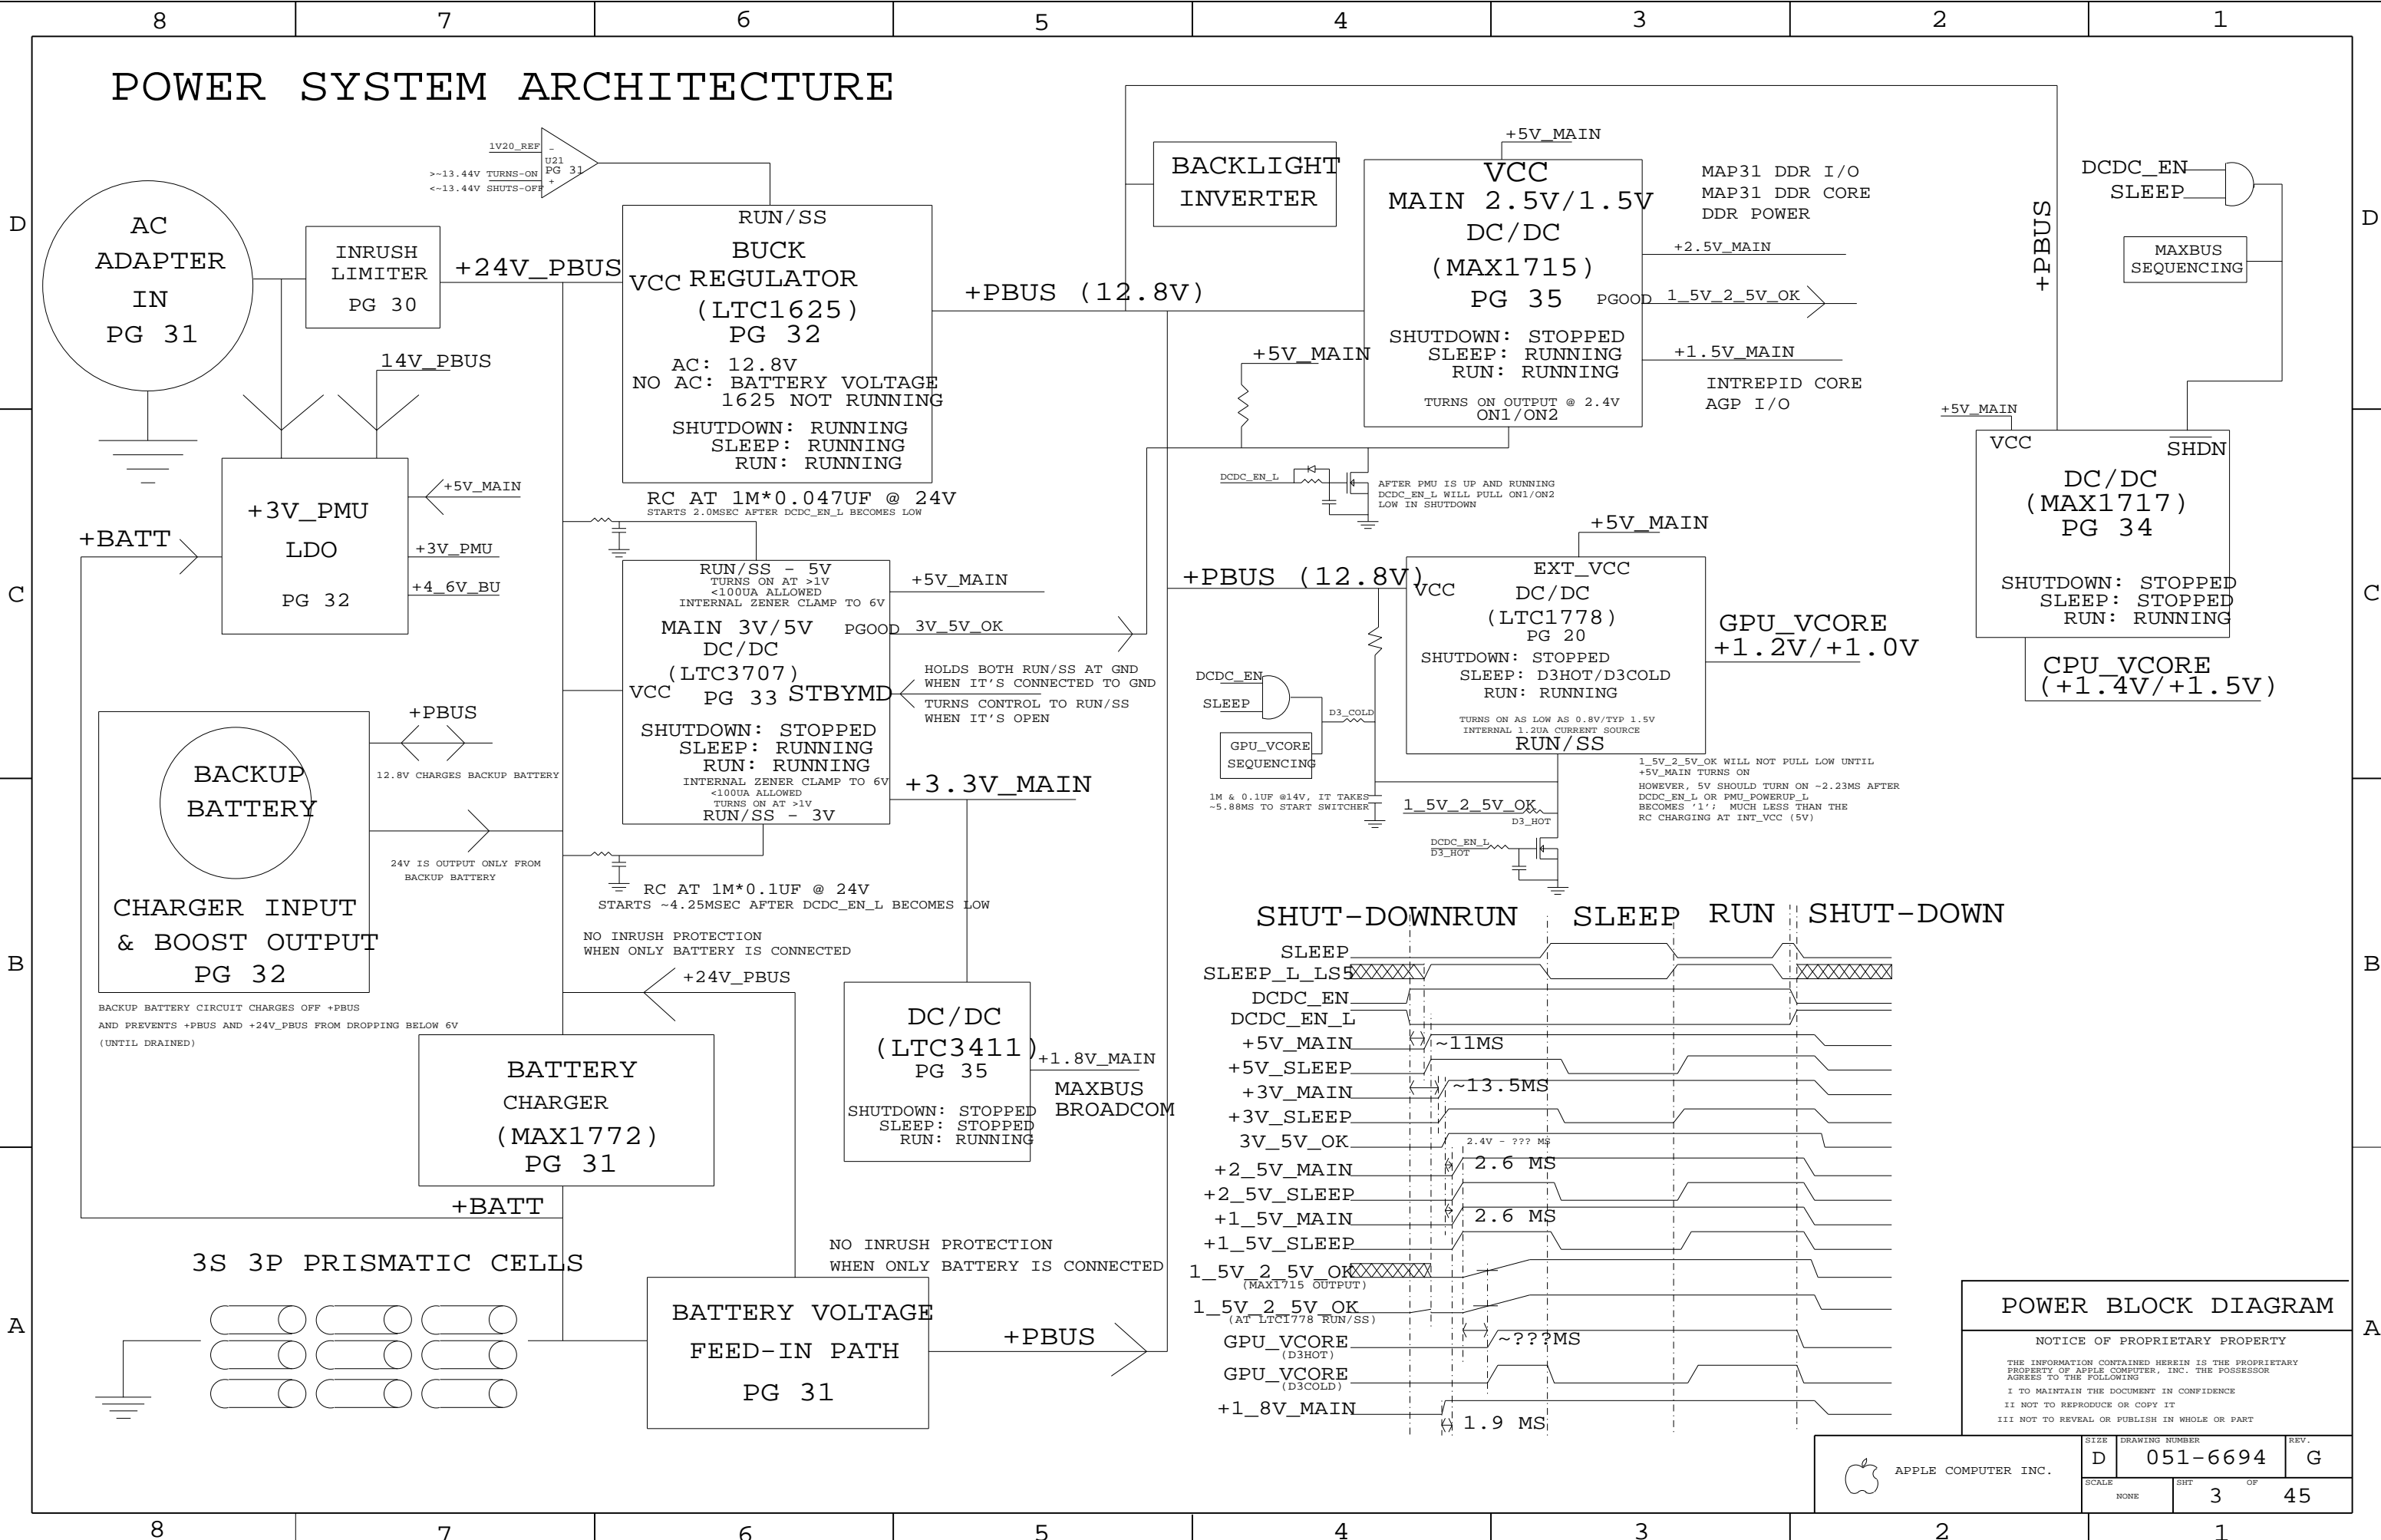 8 7 6 5 4 3 2 1
POWER SYSTEM ARCHITECTURE
D
C
B
A
AC
ADAPTER
IN
PG 31
INRUSH
LIMITER
PG 30
+24V_PBUS
14V_PBUS
1V20_REF
>~13.44V TURNS-ON
<~13.44V SHUTS-OFF
-
U21
PG 31
+
RUN/SS
BUCK
VCC REGULATOR
(LTC1625)
PG 32
AC: 12.8V
NO AC: BATTERY VOLTAGE
1625 NOT RUNNING
SHUTDOWN: RUNNING
SLEEP: RUNNING
RUN: RUNNING
+PBUS (12.8V)
BACKLIGHT
INVERTER
+5V_MAIN
VCC
MAIN 2.5V/1.5V
DC/DC
(MAX1715)
PG 35
PGOOD
SHUTDOWN: STOPPED
SLEEP: RUNNING
RUN: RUNNING
TURNS ON OUTPUT @ 2.4V
ON1/ON2
MAP31 DDR I/O
MAP31 DDR CORE
DDR POWER
+2.5V_MAIN
1_5V_2_5V_OK
+1.5V_MAIN
INTREPID CORE
AGP I/O
+PBUS
DCDC_EN
SLEEP
MAXBUS
SEQUENCING
+5V_MAIN
VCC
SHDN
DC/DC
(MAX1717)
PG 34
SHUTDOWN: STOPPED
SLEEP: STOPPED
RUN: RUNNING
CPU_VCORE
(+1.4V/+1.5V)
+BATT
+3V_PMU
LDO
PG 32
+5V_MAIN
+3V_PMU
+4_6V_BU
RC AT 1M*0.047UF @ 24V
STARTS 2.0MSEC AFTER DCDC_EN_L BECOMES LOW
RUN/SS - 5V
TURNS ON AT >1V
<100UA ALLOWED
INTERNAL ZENER CLAMP TO 6V
MAIN 3V/5V
PGOOD
DC/DC
(LTC3707)
VCC
PG 33
STBYMD
SHUTDOWN: STOPPED
SLEEP: RUNNING
RUN: RUNNING
INTERNAL ZENER CLAMP TO 6V
<100UA ALLOWED
TURNS ON AT >1V
RUN/SS - 3V
+5V_MAIN
3V_5V_OK
HOLDS BOTH RUN/SS AT GND
WHEN IT'S CONNECTED TO GND
TURNS CONTROL TO RUN/SS
WHEN IT'S OPEN
+3.3V_MAIN
RC AT 1M*0.1UF @ 24V
STARTS ~4.25MSEC AFTER DCDC_EN_L BECOMES LOW
+5V_MAIN
DCDC_EN_L
AFTER PMU IS UP AND RUNNING
DCDC_EN_L WILL PULL ON1/ON2
LOW IN SHUTDOWN
+5V_MAIN
+PBUS (12.8V)
EXT_VCC
VCC
DC/DC
(LTC1778)
PG 20
SHUTDOWN: STOPPED
SLEEP: D3HOT/D3COLD
RUN: RUNNING
TURNS ON AS LOW AS 0.8V/TYP 1.5V
INTERNAL 1.2UA CURRENT SOURCE
RUN/SS
GPU_VCORE
+1.2V/+1.0V
DCDC_EN
SLEEP
D3_COLD
GPU_VCORE
SEQUENCING
1M & 0.1UF @14V, IT TAKES
~5.88MS TO START SWITCHER
1_5V_2_5V_OK
D3_HOT
DCDC_EN_L
D3_HOT
1_5V_2_5V_OK WILL NOT PULL LOW UNTIL
+5V_MAIN TURNS ON
HOWEVER, 5V SHOULD TURN ON ~2.23MS AFTER
DCDC_EN_L OR PMU_POWERUP_L
BECOMES '1'; MUCH LESS THAN THE
RC CHARGING AT INT_VCC (5V)
BACKUP
BATTERY
CHARGER INPUT
& BOOST OUTPUT
PG 32
+PBUS
12.8V CHARGES BACKUP BATTERY
24V IS OUTPUT ONLY FROM
BACKUP BATTERY
BACKUP BATTERY CIRCUIT CHARGES OFF +PBUS
AND PREVENTS +PBUS AND +24V_PBUS FROM DROPPING BELOW 6V
(UNTIL DRAINED)
NO INRUSH PROTECTION
WHEN ONLY BATTERY IS CONNECTED
+24V_PBUS
BATTERY
CHARGER
(MAX1772)
PG 31
+BATT
DC/DC
(LTC3411)
PG 35
SHUTDOWN: STOPPED
SLEEP: STOPPED
RUN: RUNNING
+1.8V_MAIN
MAXBUS
BROADCOM
3S 3P PRISMATIC CELLS
NO INRUSH PROTECTION
WHEN ONLY BATTERY IS CONNECTED
BATTERY VOLTAGE
FEED-IN PATH
PG 31
+PBUS
SHUT-DOWN RUN SLEEP RUN SHUT-DOWN
SLEEP
SLEEP_L_LS5
DCDC_EN
DCDC_EN_L
+5V_MAIN
~11MS
+5V_SLEEP
+3V_MAIN
~13.5MS
+3V_SLEEP
3V_5V_OK
2.4V - ??? MS
+2_5V_MAIN
2.6 MS
+2_5V_SLEEP
+1_5V_MAIN
2.6 MS
+1_5V_SLEEP
1_5V_2_5V_OK
(MAX1715 OUTPUT)
1_5V_2_5V_OK
(AT LTC1778 RUN/SS)
GPU_VCORE
(D3HOT)
~???MS
GPU_VCORE
(D3COLD)
+1_8V_MAIN
1.9 MS
POWER BLOCK DIAGRAM
NOTICE OF PROPRIETARY PROPERTY
THE INFORMATION CONTAINED HEREIN IS THE PROPRIETARY
PROPERTY OF APPLE COMPUTER, INC. THE POSSESSOR
AGREES TO THE FOLLOWING
I TO MAINTAIN THE DOCUMENT IN CONFIDENCE
II NOT TO REPRODUCE OR COPY IT
III NOT TO REVEAL OR PUBLISH IN WHOLE OR PART
APPLE COMPUTER INC.
SIZE
D
DRAWING NUMBER
051-6694
REV.
G
SCALE
NONE
SHT
3
OF
45
D
C
B
A
8 7 6 5 4 3 2 1